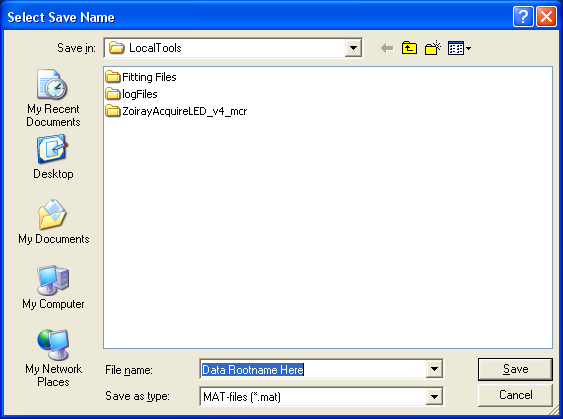 Select Save Name
Save in: LocalTools
Fitting Files
logFiles
ZoirayAcquireLED_v4_mcr
My Recent
Documents
Desktop
My Documents
My Computer
My Network
Places
File name: Data Rootname Here
Save
Save as type: MAT-files (*.mat)
Cancel